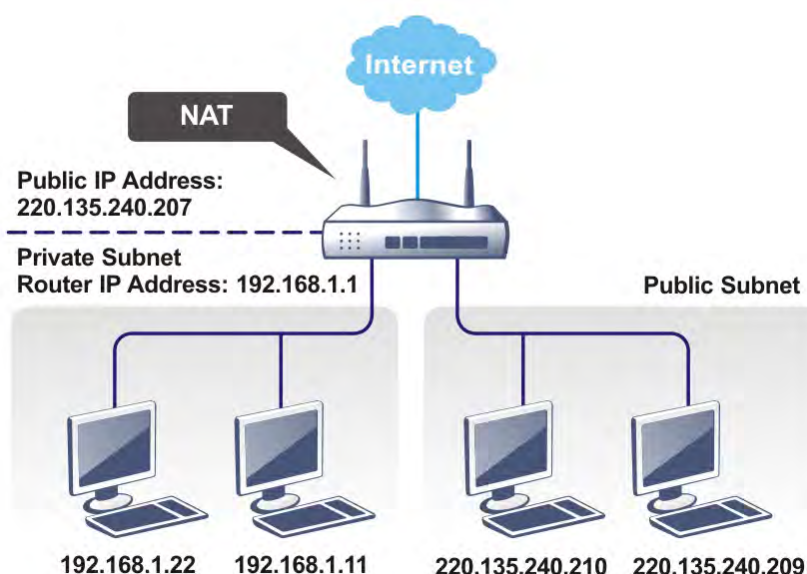 Internet
NAT
Public IP Address:
220.135.240.207
Private Subnet
Router IP Address: 192.168.1.1
Public Subnet
192.168.1.22
192.168.1.11
220.135.240.210
220.135.240.209